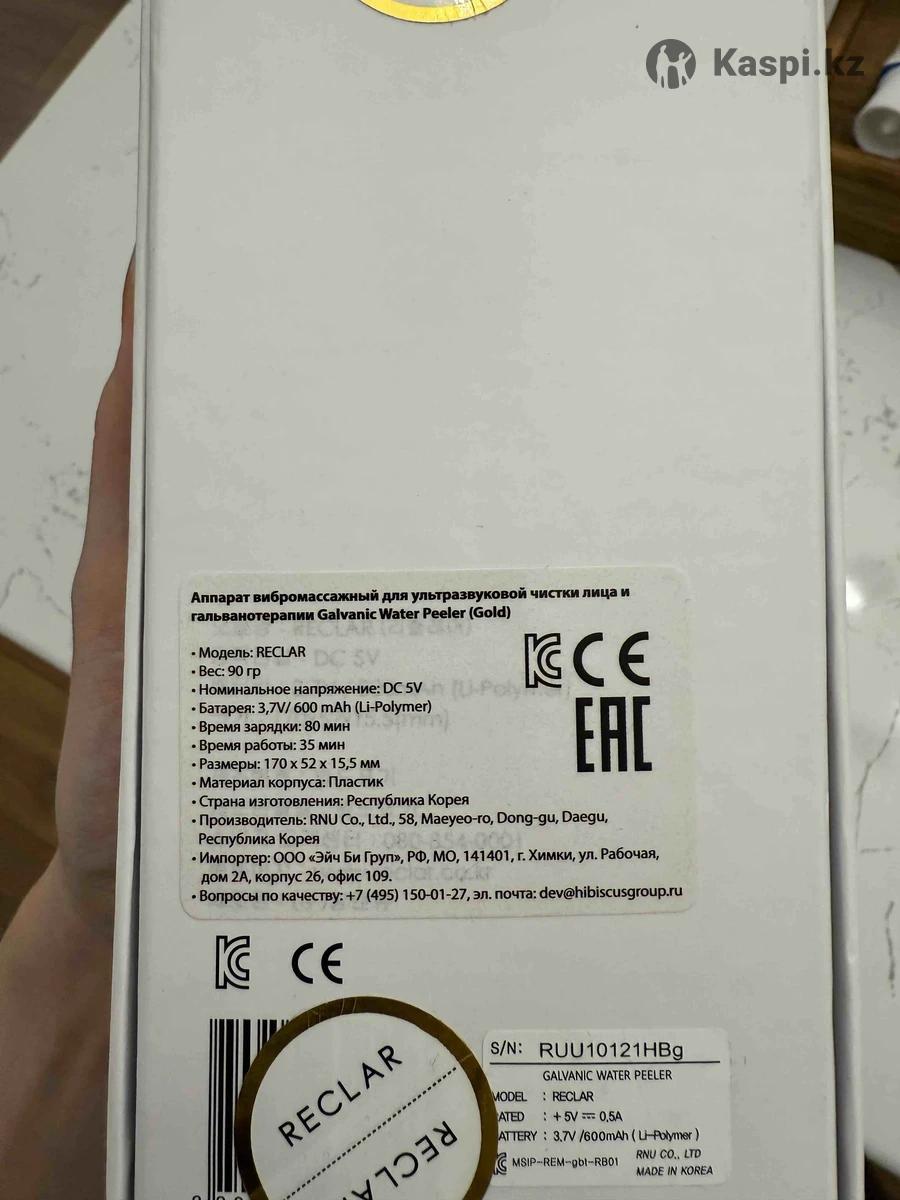 Kaspi.kz
Аппарат вибромассажный для ультразвуковой чистки лица и
гальванотерапии Galvanic Water Peeler (Gold)
• Модель: RECLAR
• Вес: 90 гр
• Номинальное напряжение: DC 5V
• Батарея: 3,7V/ 600 mAh (Li-Polymer)
• Время зарядки: 80 мин
• Время работы: 35 мин
• Размеры: 170 x 52 x 15,5 мм
• Материал корпуса: Пластик
• Страна изготовления: Республика Корея
• Производитель: RNU Co., Ltd., 58, Maeyeo-ro, Dong-gu, Daegu,
Республика Корея
• Импортер: ООО «Эйч Би Груп», РФ, МО, 141401, г. Химки, ул. Рабочая,
дом 2А, корпус 26, офис 109.
• Вопросы по качеству: +7 (495) 150-01-27, эл. почта: dev@hibiscusgroup.ru
CE
EAC
CE
RECLAR
RECLAR
S/N: RUU10121HBg
GALVANIC WATER PEELER
MODEL : RECLAR
RATED : + 5V 0,5A
BATTERY : 3,7V /600mAh ( Li-Polymer )
MSIP-REM-gbt-RB01
RNU CO., LTD
MADE IN KOREA